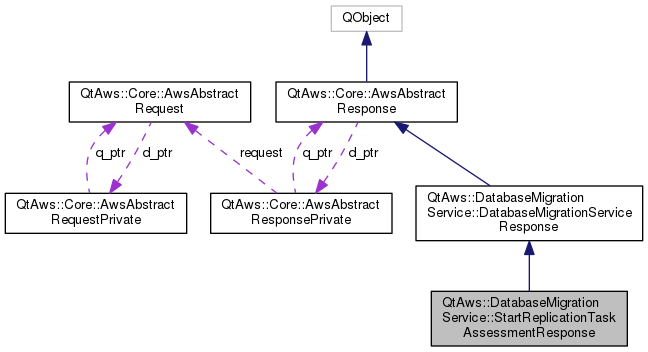 QObject
QtAws::Core::AwsAbstract
Request
QtAws::Core::AwsAbstract
Response
q_ptr
d_ptr
request
q_ptr
d_ptr
QtAws::Core::AwsAbstract
RequestPrivate
QtAws::Core::AwsAbstract
ResponsePrivate
QtAws::DatabaseMigration
Service::DatabaseMigrationService
Response
QtAws::DatabaseMigration
Service::StartReplicationTask
AssessmentResponse